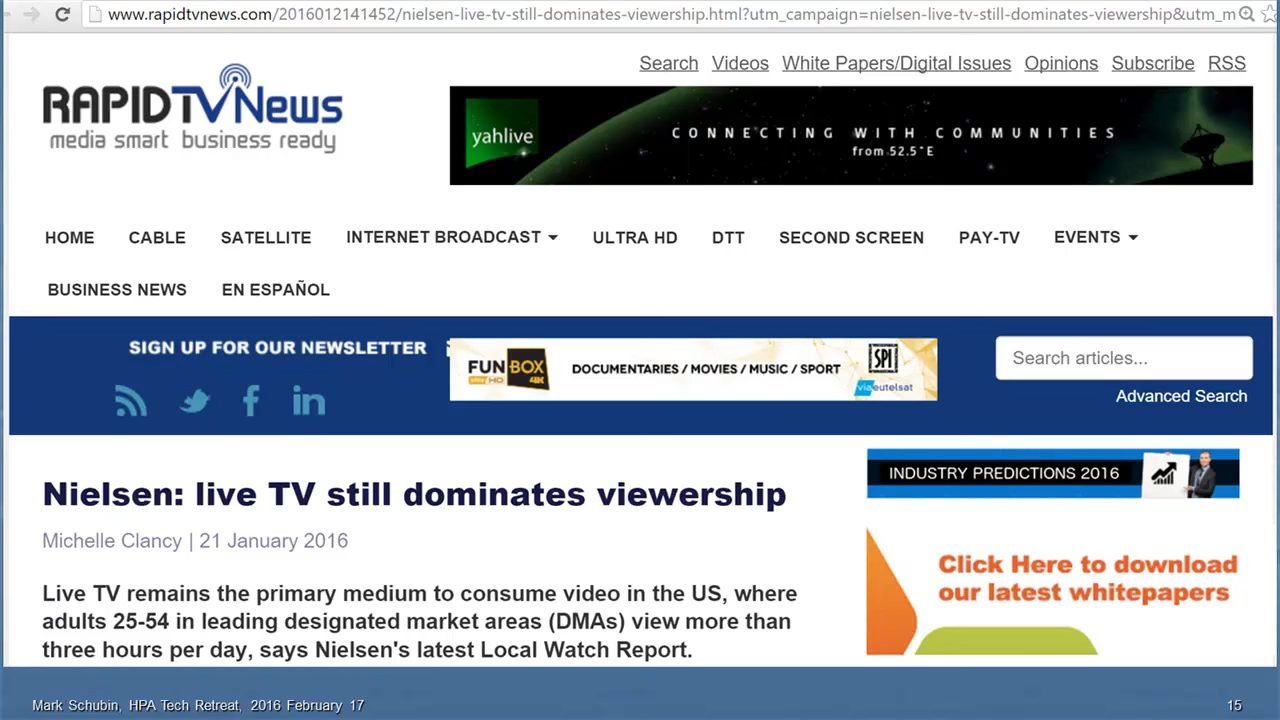 www.rapidtvnews.com/2016012141452/nielsen-live-tv-still-dominates-viewership.html?utm_campaign=nielsen-live-tv-still-dominates-viewership&utm_m
Search Videos White Papers/Digital Issues Opinions Subscribe RSS
RAPIDTVNews
media smart business ready
yahlive
CONNECTING WITH COMMUNITIES
from 52.5°E
HOME CABLE SATELLITE INTERNET BROADCAST ULTRA HD DTT SECOND SCREEN PAY-TV EVENTS
BUSINESS NEWS EN ESPAÑOL
SIGN UP FOR OUR NEWSLETTER
FUNBOX
HD 4K
DOCUMENTARIES / MOVIES / MUSIC / SPORT
SPI
via eutelsat
Search articles...
Advanced Search
Nielsen: live TV still dominates viewership
Michelle Clancy | 21 January 2016
Live TV remains the primary medium to consume video in the US, where
adults 25-54 in leading designated market areas (DMAs) view more than
three hours per day, says Nielsen's latest Local Watch Report.
INDUSTRY PREDICTIONS 2016
Click Here to download
our latest whitepapers
Mark Schubin, HPA Tech Retreat, 2016 February 17
15